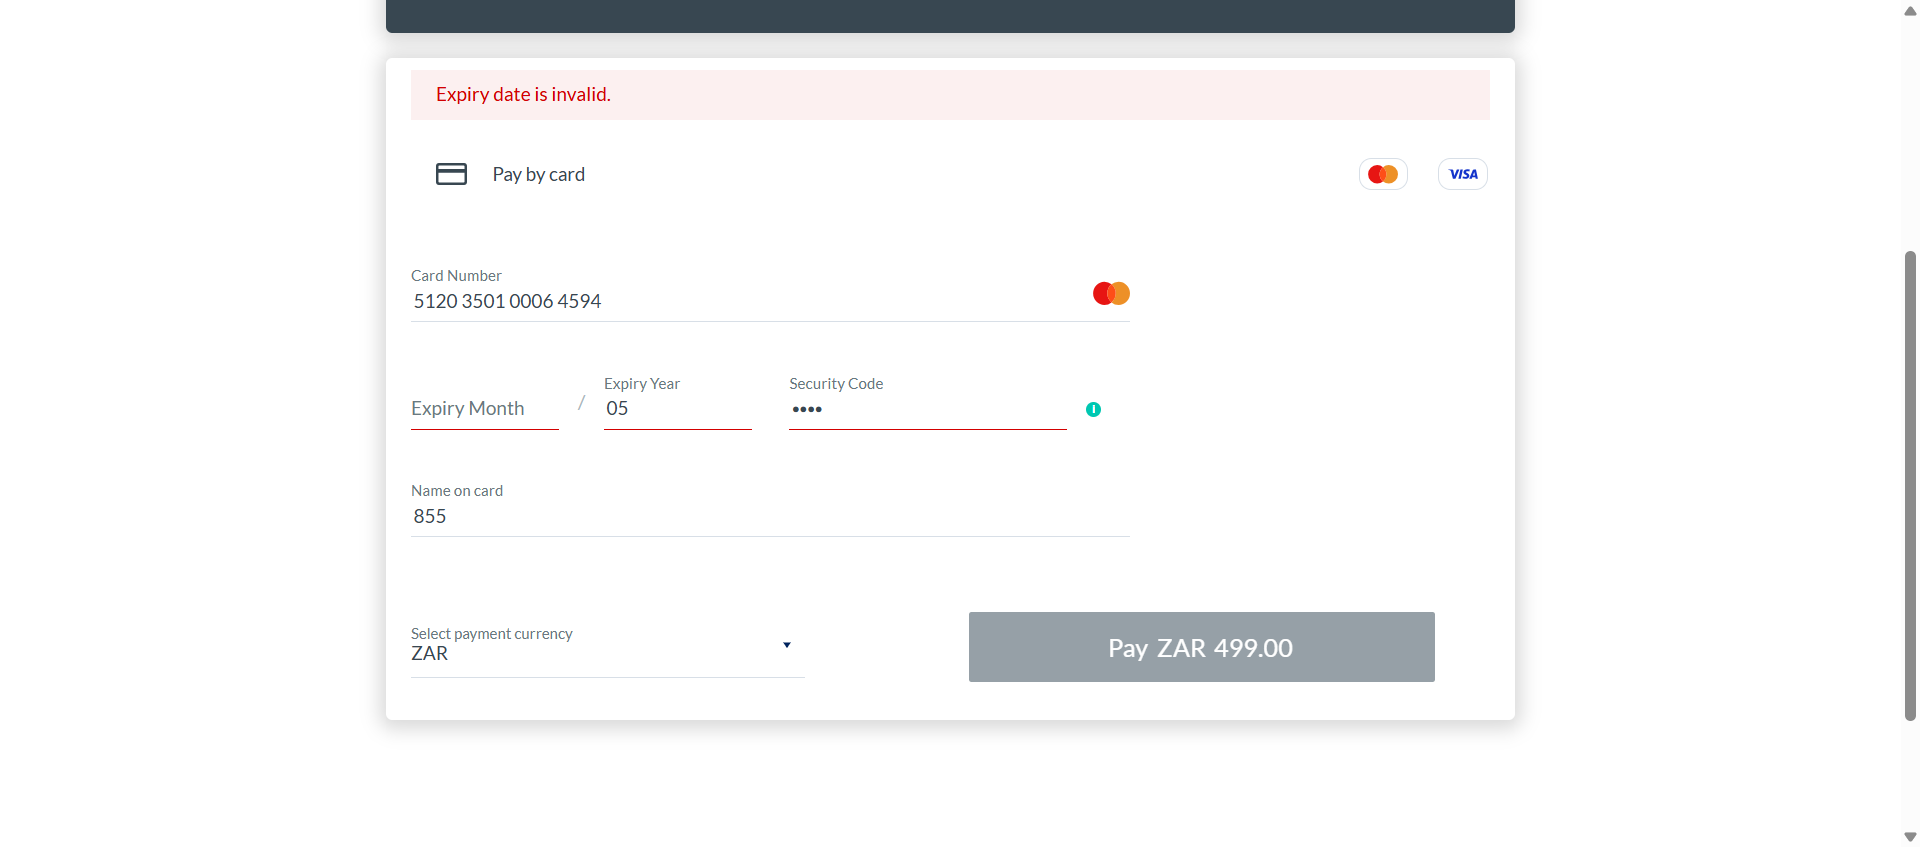 Expiry date is invalid.
Pay by card
VISA
Card Number
5120 3501 0006 4594
Expiry Month / Expiry Year 05
Security Code ••••
Name on card
855
Select payment currency
ZAR
Pay ZAR 499.00